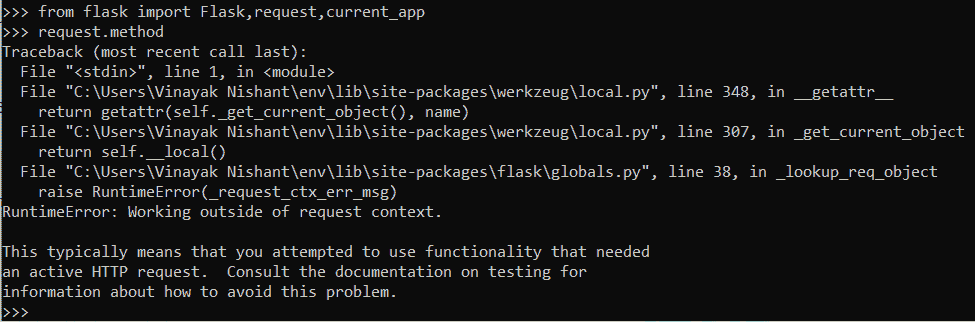 >>> from flask import Flask,request,current_app
>>> request.method
Traceback (most recent call last):
  File "<stdin>", line 1, in <module>
  File "C:\Users\Vinayak Nishant\env\lib\site-packages\werkzeug\local.py", line 348, in __getattr__
    return getattr(self._get_current_object(), name)
  File "C:\Users\Vinayak Nishant\env\lib\site-packages\werkzeug\local.py", line 307, in _get_current_object
    return self.__local()
  File "C:\Users\Vinayak Nishant\env\lib\site-packages\flask\globals.py", line 38, in _lookup_req_object
    raise RuntimeError(_request_ctx_err_msg)
RuntimeError: Working outside of request context.

This typically means that you attempted to use functionality that needed
an active HTTP request.  Consult the documentation on testing for
information about how to avoid this problem.
>>>